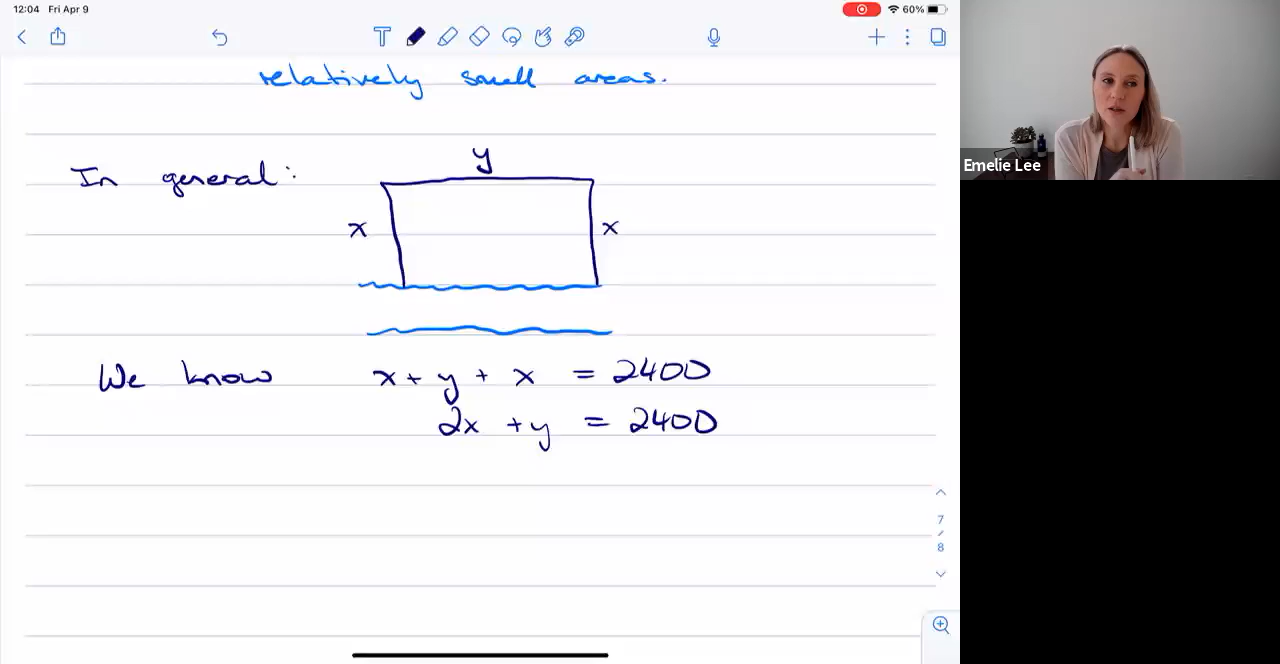 12:04 Fri Apr 9
60%
T
relatively small areas.
In general:
y
x
x
We know x + y + x = 2400
2x + y = 2400
7
8
Emelie Lee